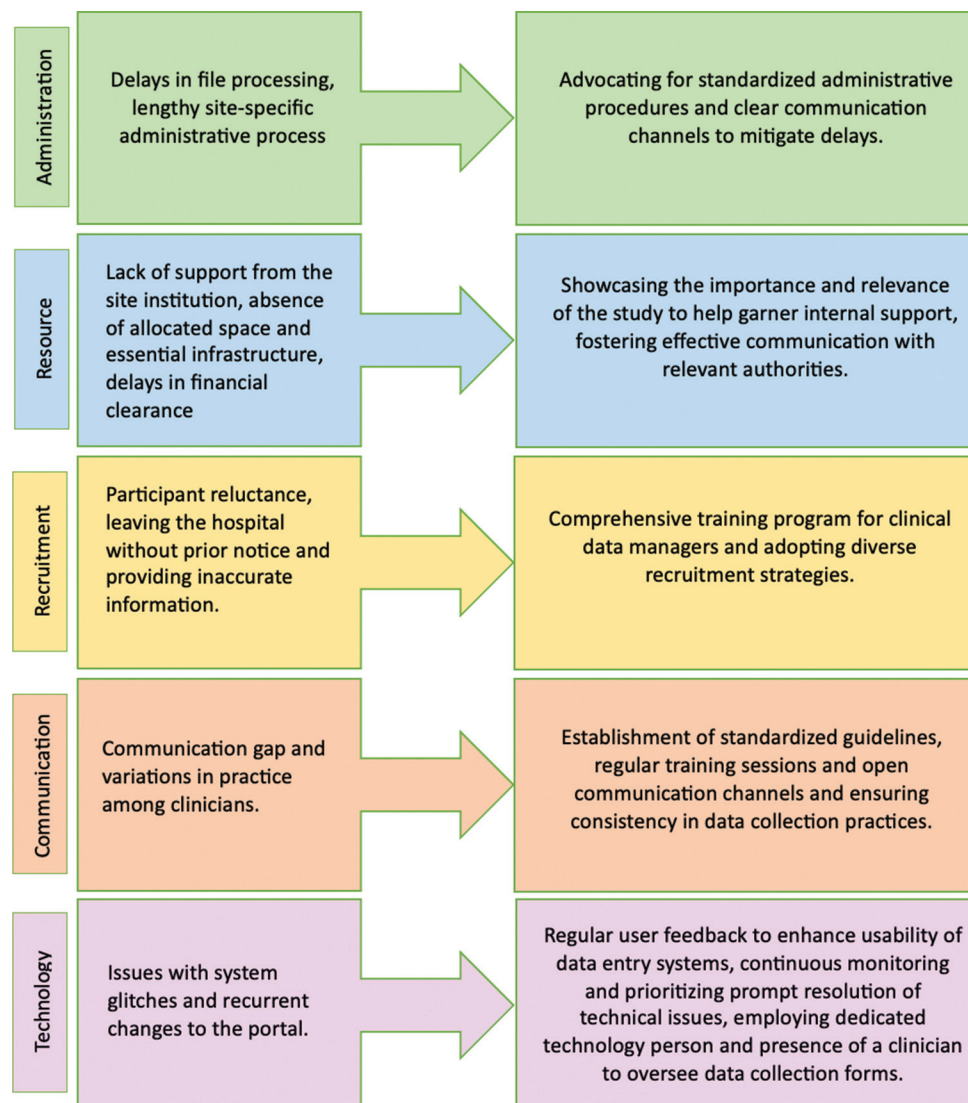 Administration
Delays in file processing,
lengthy site-specific
administrative process
Advocating for standardized administrative
procedures and clear communication
channels to mitigate delays.
Resource
Lack of support from the
site institution, absence
of allocated space and
essential infrastructure,
delays in financial
clearance
Showcasing the importance and relevance
of the study to help garner internal support,
fostering effective communication with
relevant authorities.
Recruitment
Participant reluctance,
leaving the hospital
without prior notice and
providing inaccurate
information.
Comprehensive training program for clinical
data managers and adopting diverse
recruitment strategies.
Communication
Communication gap and
variations in practice
among clinicians.
Establishment of standardized guidelines,
regular training sessions and open
communication channels and ensuring
consistency in data collection practices.
Technology
Issues with system
glitches and recurrent
changes to the portal.
Regular user feedback to enhance usability of
data entry systems, continuous monitoring
and prioritizing prompt resolution of
technical issues, employing dedicated
technology person and presence of a clinician
to oversee data collection forms.